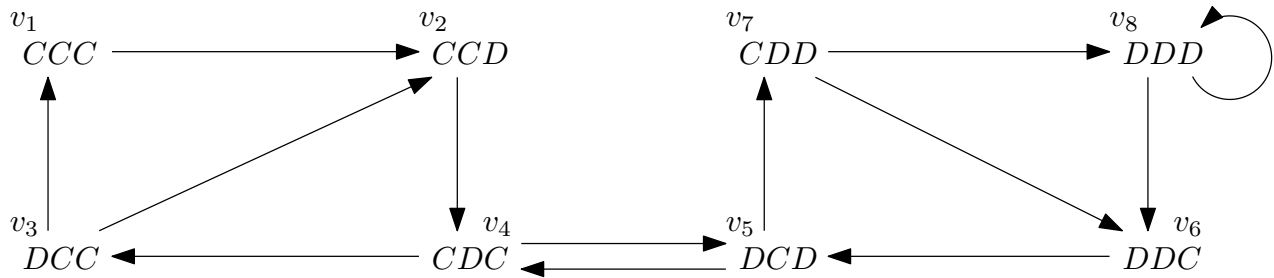 v1 v2 v7 v8
CCC CCD CDD DDD
v3 v4 v5 v6
DCC CDC DCD DDC